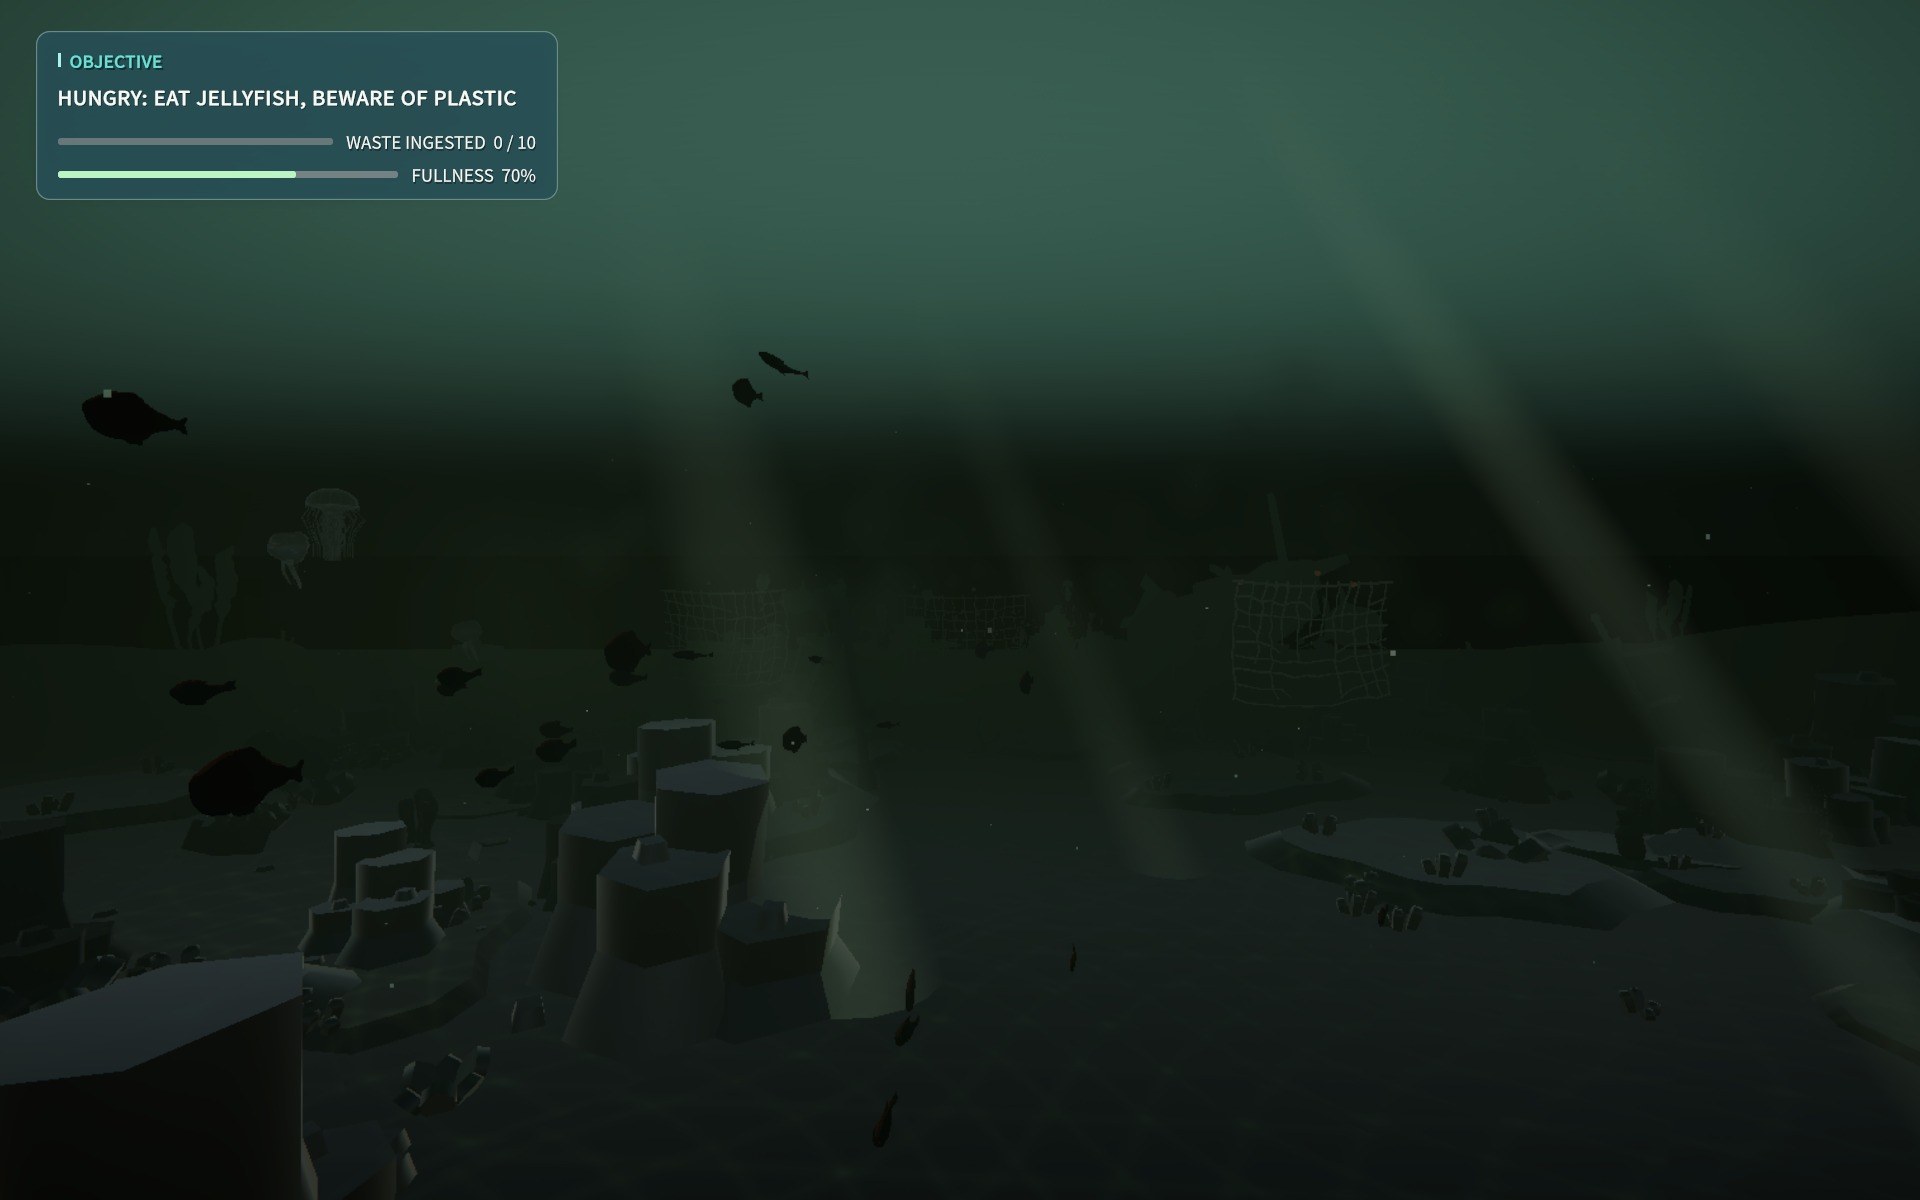 OBJECTIVE
HUNGRY: EAT JELLYFISH, BEWARE OF PLASTIC
WASTE INGESTED 0 / 10
FULLNESS 70%